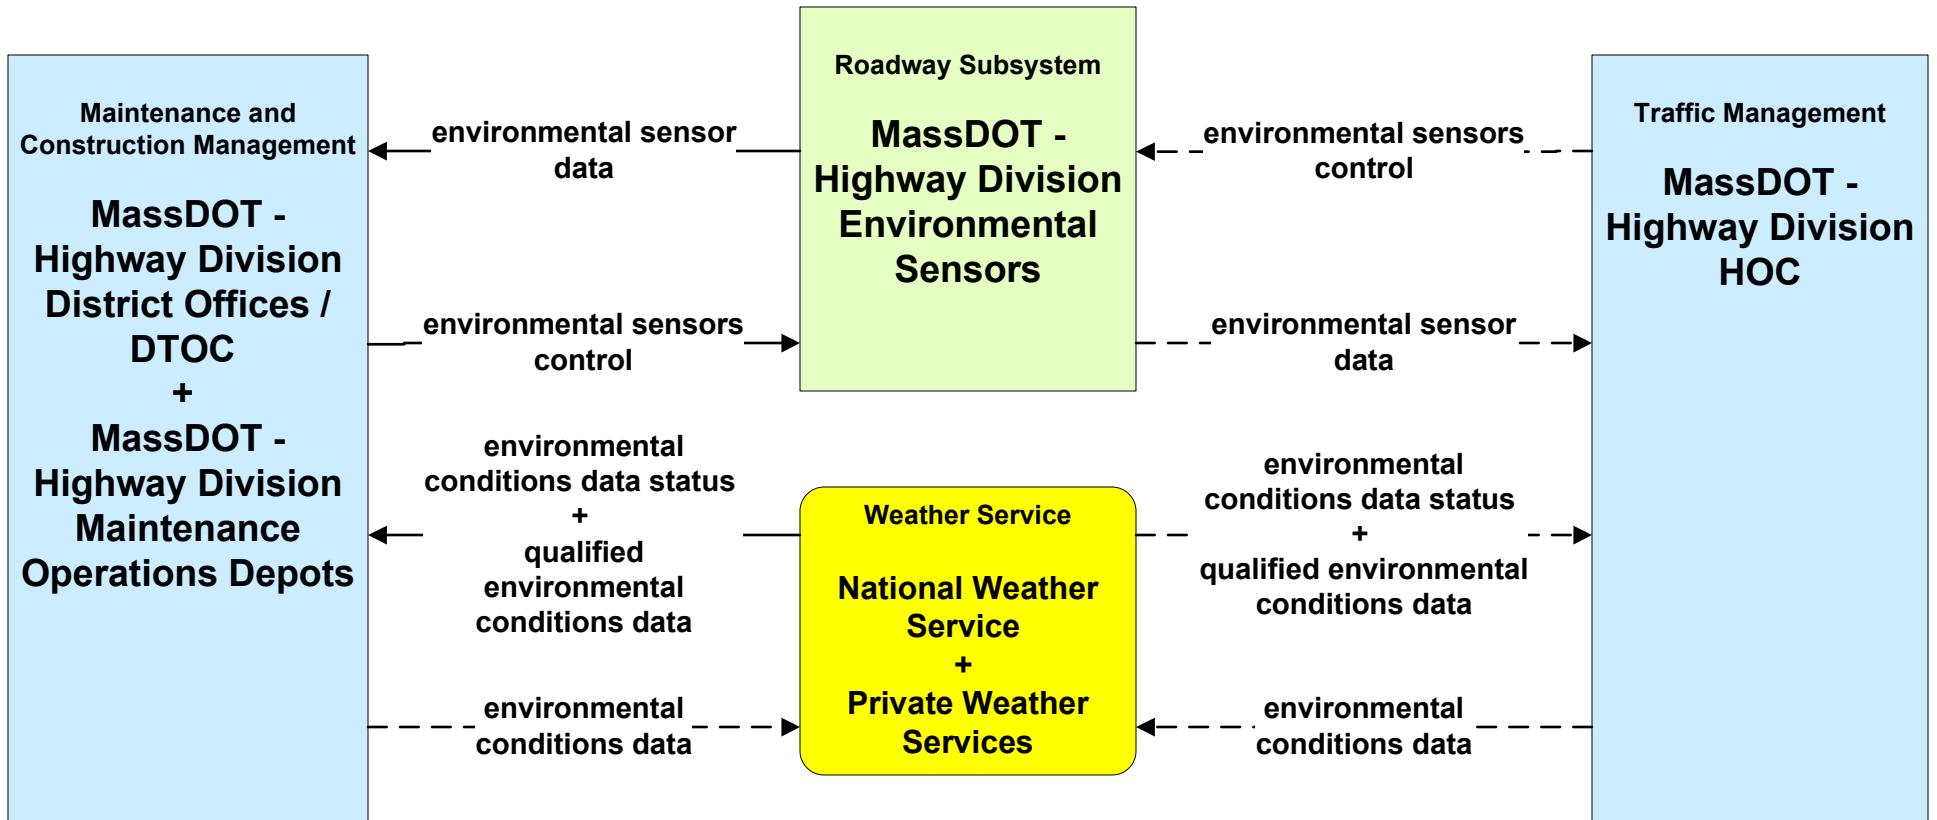 Maintenance and
Construction Management
MassDOT -
Highway Division
District Offices /
DTOC
+
MassDOT -
Highway Division
Maintenance
Operations Depots
environmental sensor
data
environmental sensors
control
environmental
conditions data status
+
qualified
environmental
conditions data
environmental
conditions data
Roadway Subsystem
MassDOT -
Highway Division
Environmental
Sensors
Weather Service
National Weather
Service
+
Private Weather
Services
environmental sensors
control
environmental sensor
data
environmental
conditions data status
+
qualified environmental
conditions data
environmental
conditions data
Traffic Management
MassDOT -
Highway Division
HOC